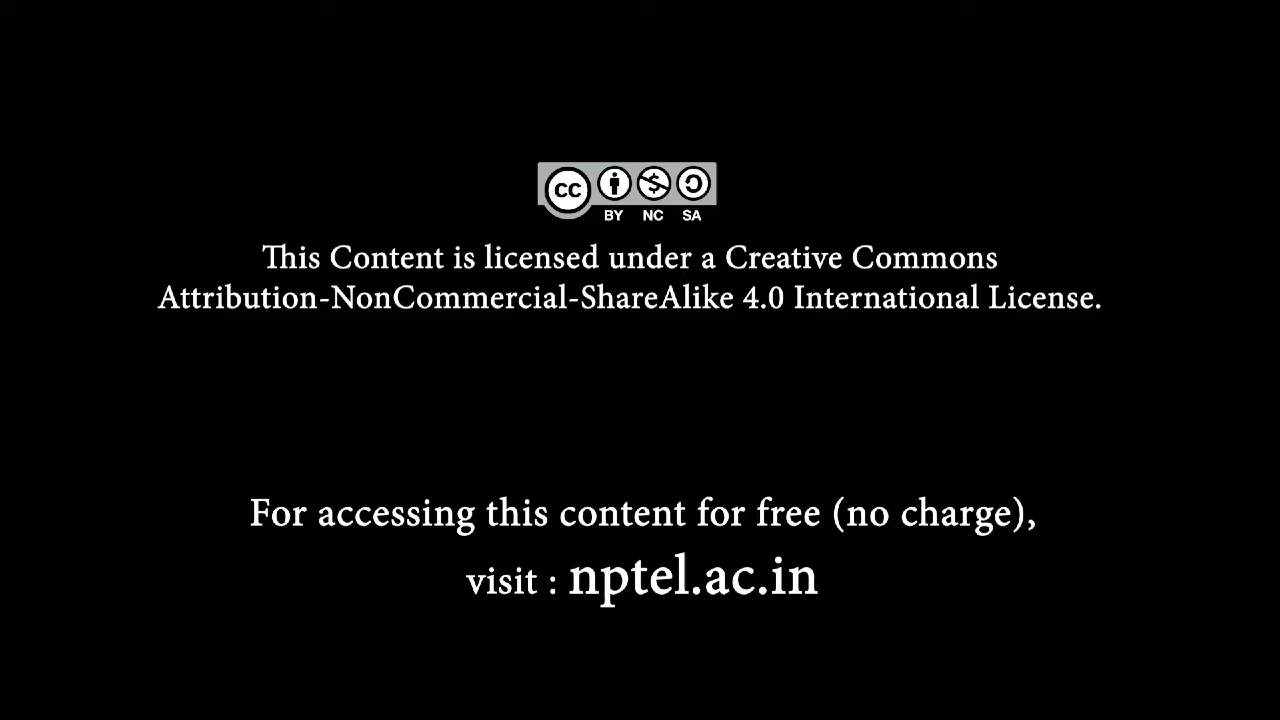 cc
BY NC SA
This Content is licensed under a Creative Commons
Attribution-NonCommercial-ShareAlike 4.0 International License.
For accessing this content for free (no charge),
visit : nptel.ac.in